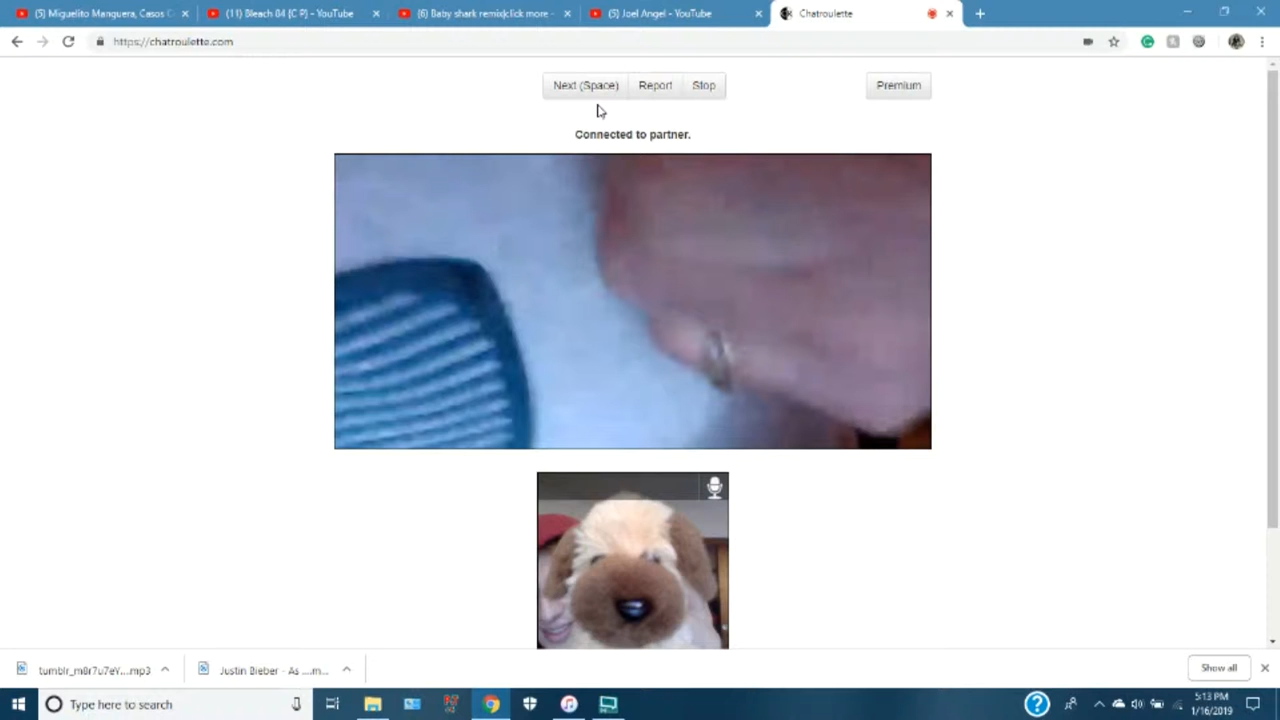 (5) Miguelito Manguera, Casos C
(11) Bleach 84 (C P) - YouTube
(6) Baby shark remix|click more -
(5) Joel Angel - YouTube
Chatroulette
https://chatroulette.com
Next (Space) Report Stop Premium
Connected to partner.
tumblr_m8r7u7eY....mp3
Justin Bieber - As ....m...
Show all
Type here to search
5:13 PM
1/16/2019